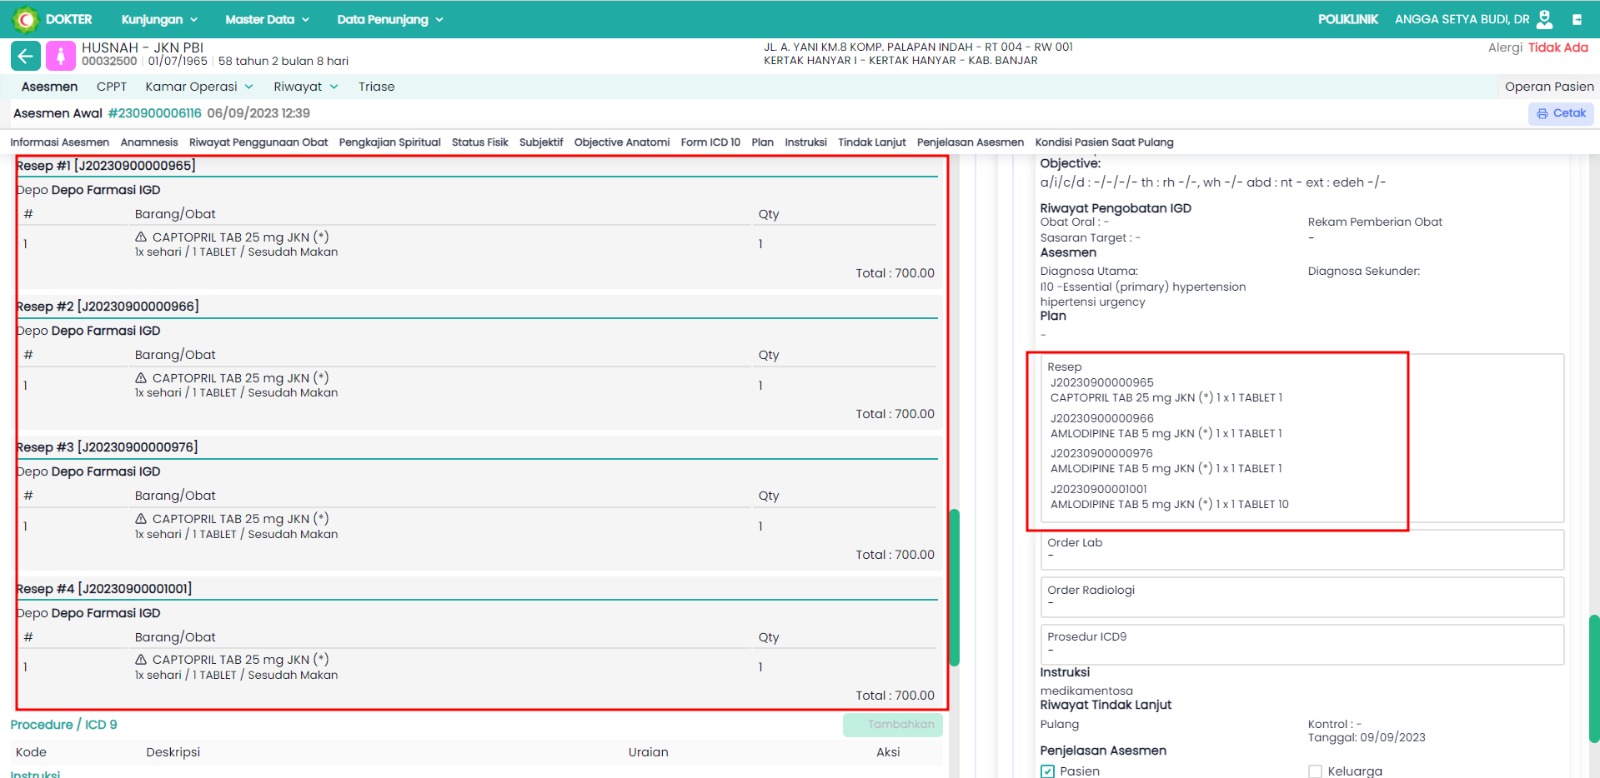 DOKTER Kunjungan Master Data Data Penunjang POLIKLINIK ANGGA SETYA BUDI, DR
HUSNAH - JKN PBI
00032500 01/07/1965 58 tahun 2 bulan 8 hari
JL. A. YANI KM.8 KOMP. PALAPAN INDAH - RT 004 - RW 001
KERTAK HANYAR I - KERTAK HANYAR - KAB. BANJAR
Alergi Tidak Ada
Asesmen CPPT Kamar Operasi Riwayat Triase Operan Pasien
Asesmen Awal #230900006116 06/09/2023 12:39 Cetak
Informasi Asesmen Anamnesis Riwayat Penggunaan Obat Pengkajian Spiritual Status Fisik Subjektif Objective Anatomi Form ICD 10 Plan Instruksi Tindak Lanjut Penjelasan Asesmen Kondisi Pasien Saat Pulang
Resep #1 [J20230900000965]
Depo Depo Farmasi IGD
# Barang/Obat Qty
1 CAPTOPRIL TAB 25 mg JKN (*) 1
1x sehari / 1 TABLET / Sesudah Makan
Total : 700.00
Resep #2 [J20230900000966]
Depo Depo Farmasi IGD
# Barang/Obat Qty
1 CAPTOPRIL TAB 25 mg JKN (*) 1
1x sehari / 1 TABLET / Sesudah Makan
Total : 700.00
Resep #3 [J20230900000976]
Depo Depo Farmasi IGD
# Barang/Obat Qty
1 CAPTOPRIL TAB 25 mg JKN (*) 1
1x sehari / 1 TABLET / Sesudah Makan
Total : 700.00
Resep #4 [J20230900001001]
Depo Depo Farmasi IGD
# Barang/Obat Qty
1 CAPTOPRIL TAB 25 mg JKN (*) 1
1x sehari / 1 TABLET / Sesudah Makan
Total : 700.00
Procedure / ICD 9 Tambahkan
Kode Deskripsi Uraian Aksi
Instruksi
Objective:
a/i/c/d : -/-/-/- th : rh -/-, wh -/- abd : nt - ext : edeh -/-
Riwayat Pengobatan IGD
Obat Oral : - Rekam Pemberian Obat
Sasaran Target : - -
Asesmen
Diagnosa Utama: Diagnosa Sekunder:
I10 -Essential (primary) hypertension
hipertensi urgency
Plan
-
Resep
J20230900000965
CAPTOPRIL TAB 25 mg JKN (*) 1 x 1 TABLET 1
J20230900000966
AMLODIPINE TAB 5 mg JKN (*) 1 x 1 TABLET 1
J20230900000976
AMLODIPINE TAB 5 mg JKN (*) 1 x 1 TABLET 1
J20230900001001
AMLODIPINE TAB 5 mg JKN (*) 1 x 1 TABLET 10
Order Lab
-
Order Radiologi
-
Prosedur ICD9
-
Instruksi
medikamentosa
Riwayat Tindak Lanjut
Pulang Kontrol : -
Tanggal: 09/09/2023
Penjelasan Asesmen
Pasien Keluarga